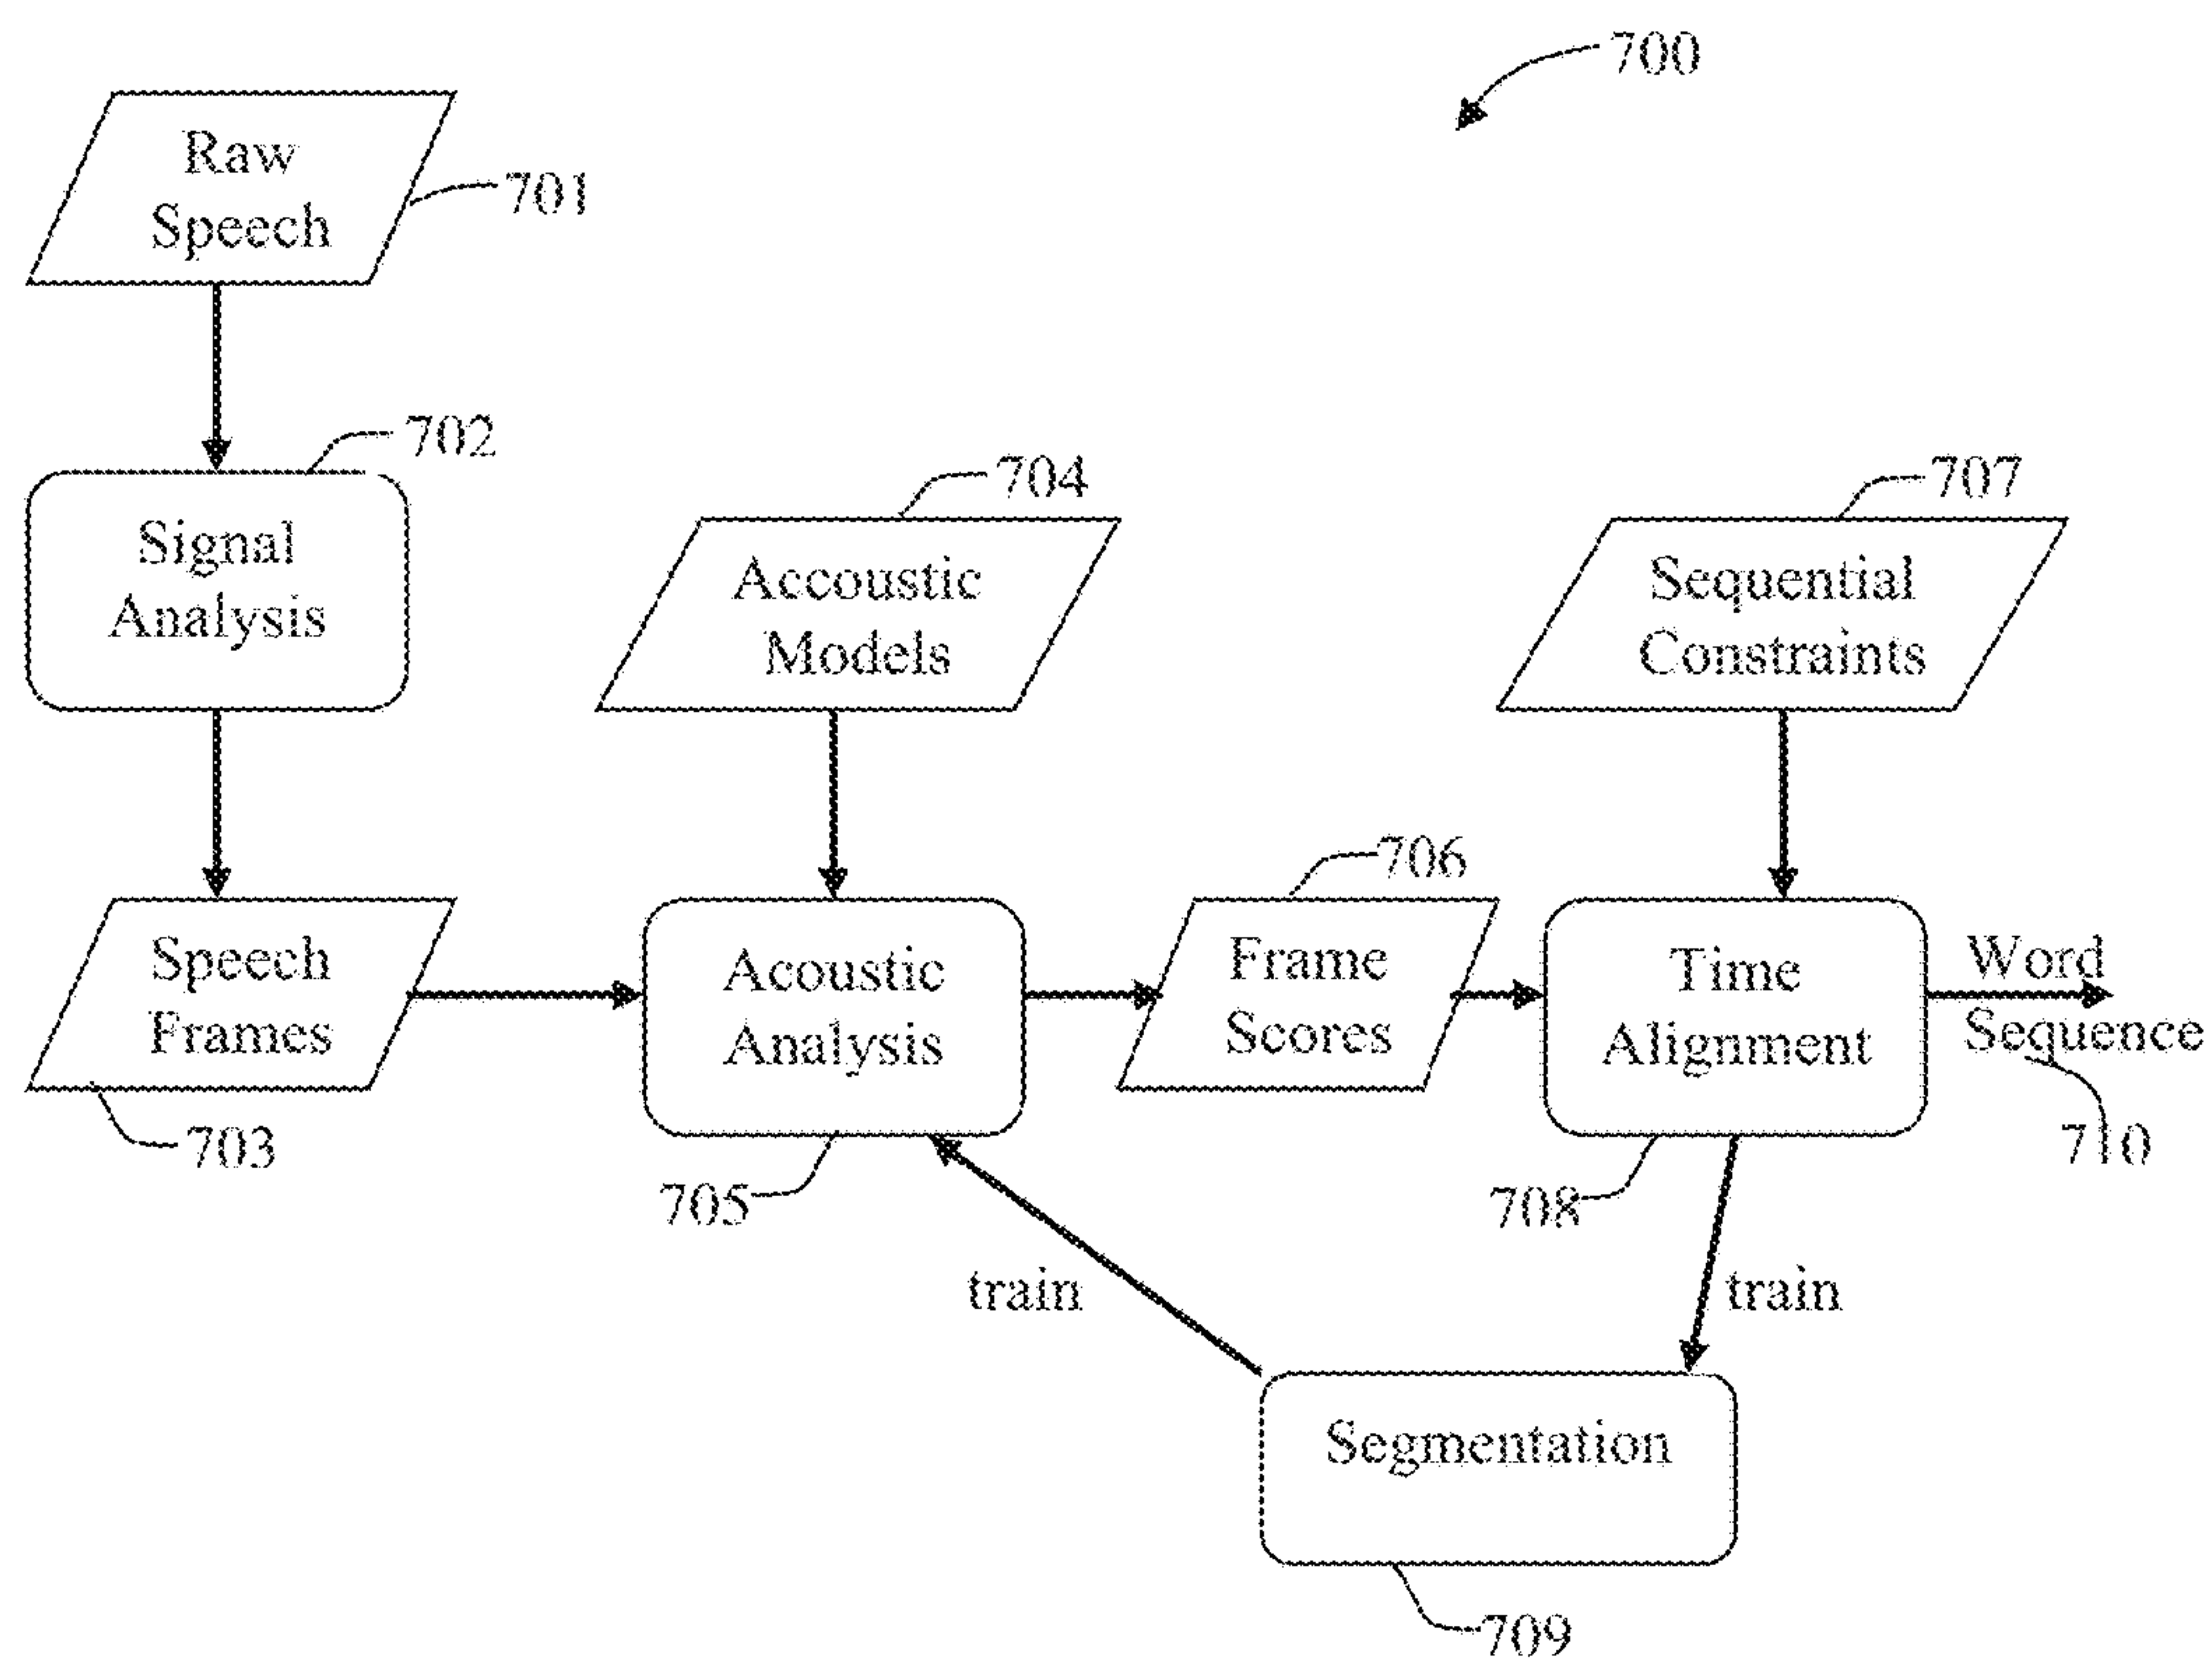 700
Raw
Speech
701
702
Signal
Analysis
704
Accoustic
Models
707
Sequential
Constraints
706
Speech
Frames
703
Acoustic
Analysis
705
Frame
Scores
Time
Alignment
708
Word
Sequence
710
train
train
Segmentation
709